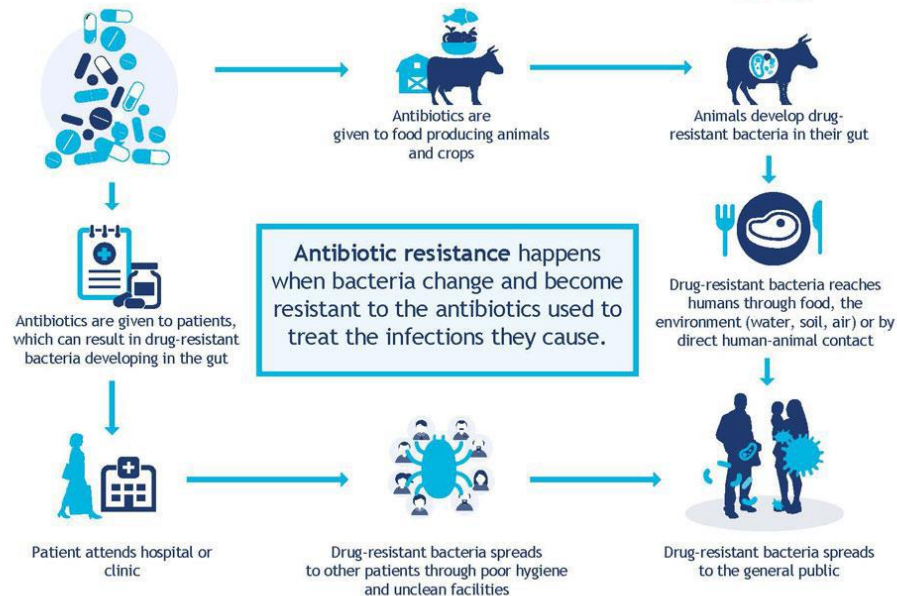 Antibiotics are
given to food producing animals
and crops
Animals develop drug-
resistant bacteria in their gut
Antibiotics are given to patients,
which can result in drug-resistant
bacteria developing in the gut
Antibiotic resistance happens
when bacteria change and become
resistant to the antibiotics used to
treat the infections they cause.
Drug-resistant bacteria reaches
humans through food, the
environment (water, soil, air) or by
direct human-animal contact
Patient attends hospital or
clinic
Drug-resistant bacteria spreads
to other patients through poor hygiene
and unclean facilities
Drug-resistant bacteria spreads
to the general public